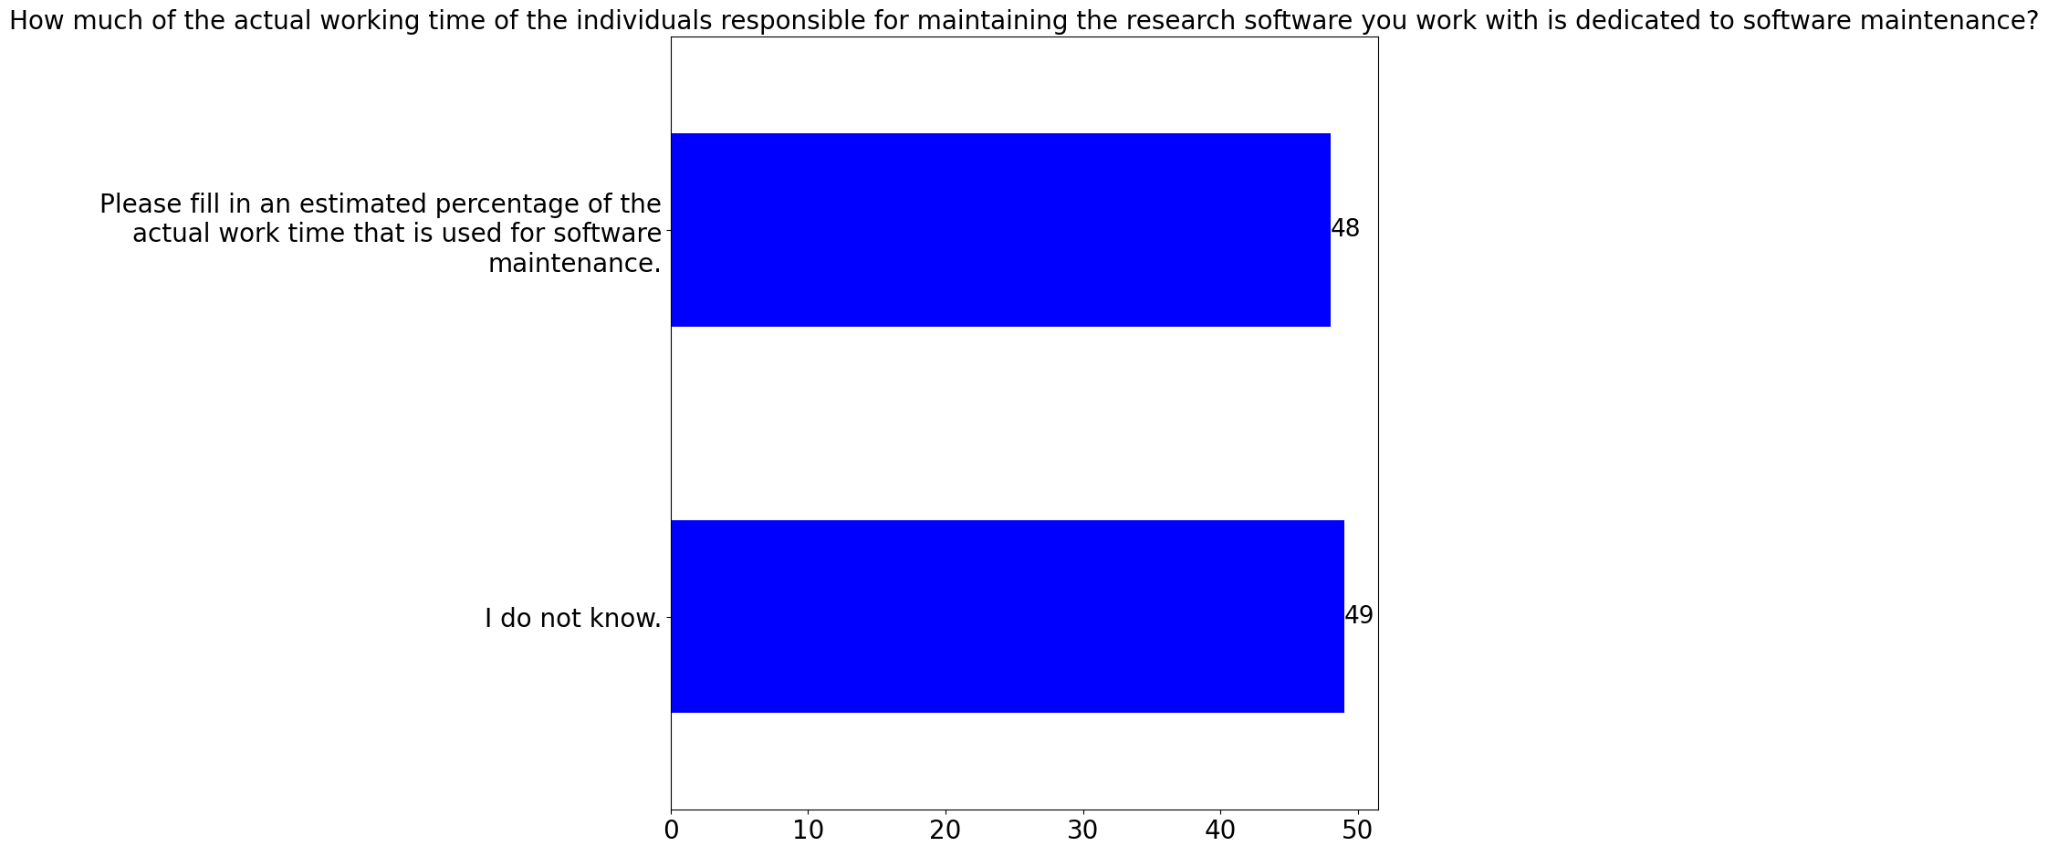 How much of the actual working time of the individuals responsible for maintaining the research software you work with is dedicated to software maintenance?
Please fill in an estimated percentage of the
actual work time that is used for software
maintenance.
48
I do not know.
49
0 10 20 30 40 50